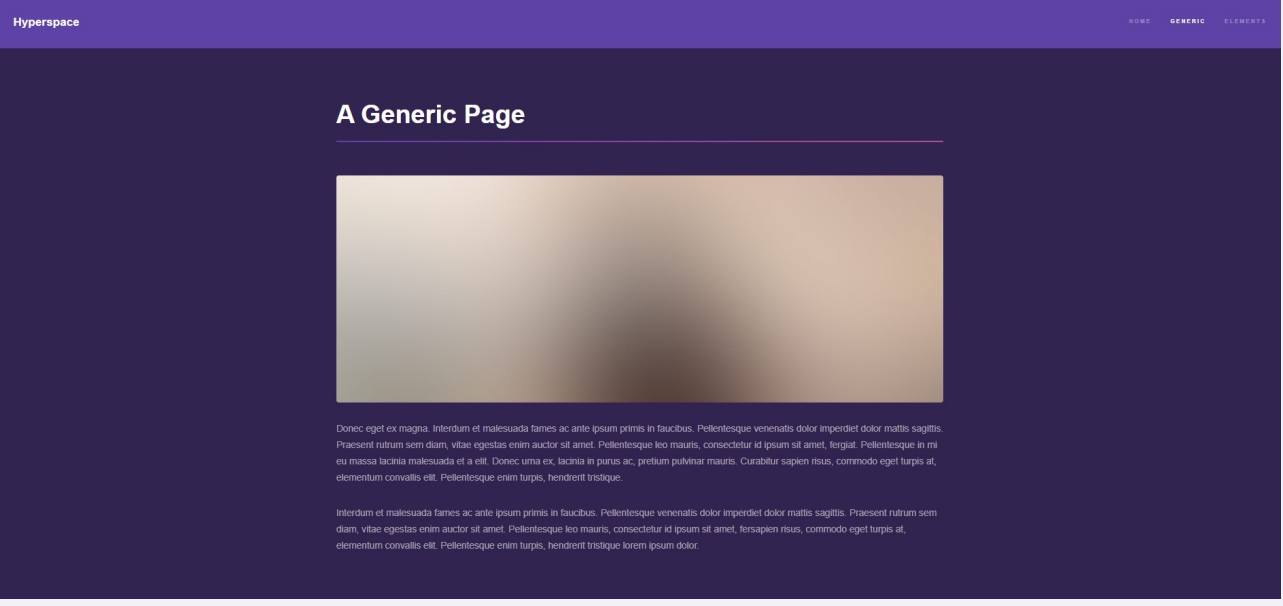 Hyperspace
HOME GENERIC ELEMENTS
A Generic Page
Donec eget ex magna. Interdum et malesuada fames ac ante ipsum primis in faucibus. Pellentesque venenatis dolor imperdiet dolor mattis sagittis.
Praesent rutrum sem diam, vitae egestas enim auctor sit amet. Pellentesque leo mauris, consectetur id ipsum sit amet, fergiat. Pellentesque in mi
eu massa lacinia malesuada et a elit. Donec urna ex, lacinia in purus ac, pretium pulvinar mauris. Curabitur sapien risus, commodo eget turpis at,
elementum convallis elit. Pellentesque enim turpis, hendrerit tristique.
Interdum et malesuada fames ac ante ipsum primis in faucibus. Pellentesque venenatis dolor imperdiet dolor mattis sagittis. Praesent rutrum sem
diam, vitae egestas enim auctor sit amet. Pellentesque leo mauris, consectetur id ipsum sit amet, fersapien risus, commodo eget turpis at,
elementum convallis elit. Pellentesque enim turpis, hendrerit tristique lorem ipsum dolor.